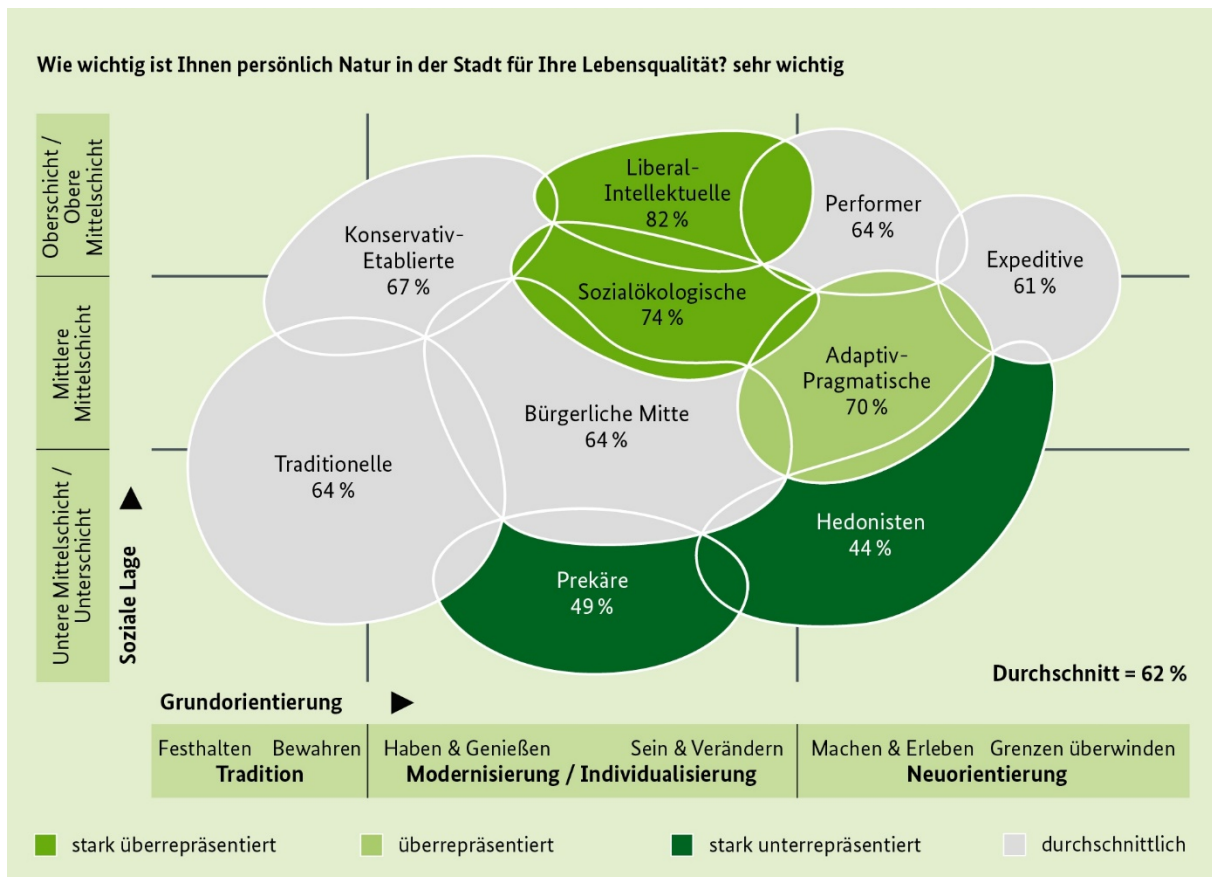 Wie wichtig ist Ihnen persönlich Natur in der Stadt für Ihre Lebensqualität? sehr wichtig
Oberschicht /
Obere
Mittelschicht
Mittlere
Mittelschicht
Untere Mittelschicht /
Unterschicht
Soziale Lage
Liberal-
Intellektuelle
82 %
Performer
64 %
Konservativ-
Etablierte
67 %
Expeditive
61 %
Sozialökologische
74 %
Adaptiv-
Pragmatische
70 %
Bürgerliche Mitte
64 %
Traditionelle
64 %
Hedonisten
44 %
Prekäre
49 %
Durchschnitt = 62 %
Grundorientierung
Festhalten Bewahren
Tradition
Haben & Genießen Sein & Verändern
Modernisierung / Individualisierung
Machen & Erleben Grenzen überwinden
Neuorientierung
stark überrepräsentiert
überrepräsentiert
stark unterrepräsentiert
durchschnittlich